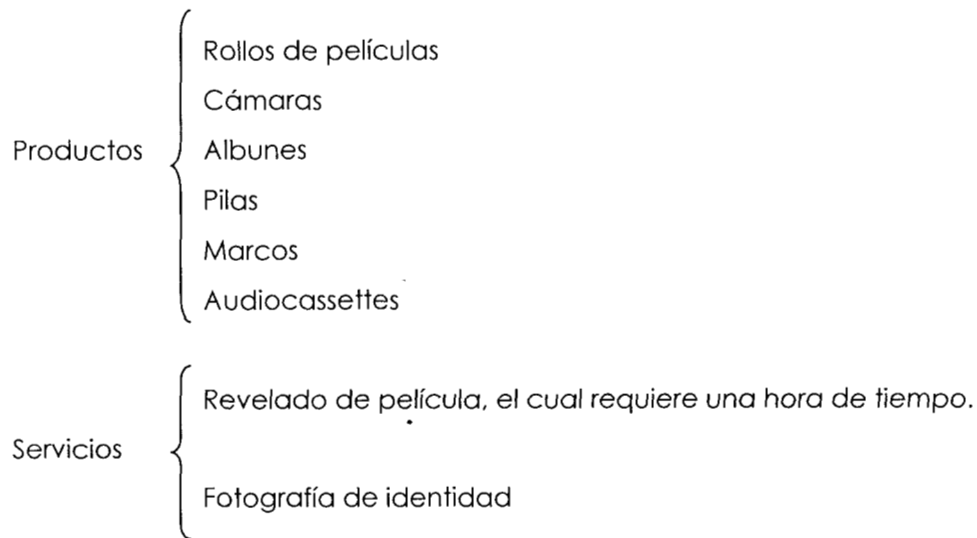 Rollos de películas
Cámaras
Productos
Albunes
Pilas
Marcos
Audiocassettes
Revelado de película, el cual requiere una hora de tiempo.
Servicios
Fotografía de identidad